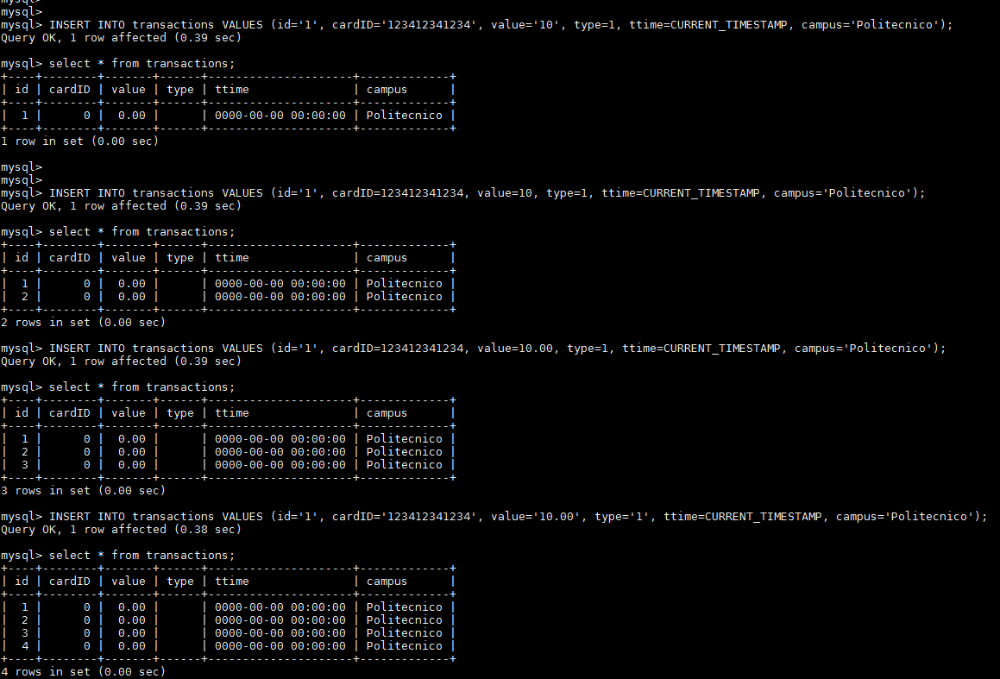 mysql>
mysql>
mysql> INSERT INTO transactions VALUES (id='1', cardID='123412341234', value='10', type=1, ttime=CURRENT_TIMESTAMP, campus='Politecnico');
Query OK, 1 row affected (0.39 sec)
mysql> select * from transactions;
+----+--------+-------+------+---------------------+-------------+
| id | cardID | value | type | ttime               | campus      |
+----+--------+-------+------+---------------------+-------------+
|  1 |      0 |  0.00 |      | 0000-00-00 00:00:00 | Politecnico |
+----+--------+-------+------+---------------------+-------------+
1 row in set (0.00 sec)
mysql>
mysql>
mysql> INSERT INTO transactions VALUES (id='1', cardID=123412341234, value=10, type=1, ttime=CURRENT_TIMESTAMP, campus='Politecnico');
Query OK, 1 row affected (0.39 sec)
mysql> select * from transactions;
+----+--------+-------+------+---------------------+-------------+
| id | cardID | value | type | ttime               | campus      |
+----+--------+-------+------+---------------------+-------------+
|  1 |      0 |  0.00 |      | 0000-00-00 00:00:00 | Politecnico |
|  2 |      0 |  0.00 |      | 0000-00-00 00:00:00 | Politecnico |
+----+--------+-------+------+---------------------+-------------+
2 rows in set (0.00 sec)
mysql> INSERT INTO transactions VALUES (id='1', cardID=123412341234, value=10.00, type=1, ttime=CURRENT_TIMESTAMP, campus='Politecnico');
Query OK, 1 row affected (0.39 sec)
mysql> select * from transactions;
+----+--------+-------+------+---------------------+-------------+
| id | cardID | value | type | ttime               | campus      |
+----+--------+-------+------+---------------------+-------------+
|  1 |      0 |  0.00 |      | 0000-00-00 00:00:00 | Politecnico |
|  2 |      0 |  0.00 |      | 0000-00-00 00:00:00 | Politecnico |
|  3 |      0 |  0.00 |      | 0000-00-00 00:00:00 | Politecnico |
+----+--------+-------+------+---------------------+-------------+
3 rows in set (0.00 sec)
mysql> INSERT INTO transactions VALUES (id='1', cardID='123412341234', value='10.00', type='1', ttime=CURRENT_TIMESTAMP, campus='Politecnico');
Query OK, 1 row affected (0.38 sec)
mysql> select * from transactions;
+----+--------+-------+------+---------------------+-------------+
| id | cardID | value | type | ttime               | campus      |
+----+--------+-------+------+---------------------+-------------+
|  1 |      0 |  0.00 |      | 0000-00-00 00:00:00 | Politecnico |
|  2 |      0 |  0.00 |      | 0000-00-00 00:00:00 | Politecnico |
|  3 |      0 |  0.00 |      | 0000-00-00 00:00:00 | Politecnico |
|  4 |      0 |  0.00 |      | 0000-00-00 00:00:00 | Politecnico |
+----+--------+-------+------+---------------------+-------------+
4 rows in set (0.00 sec)